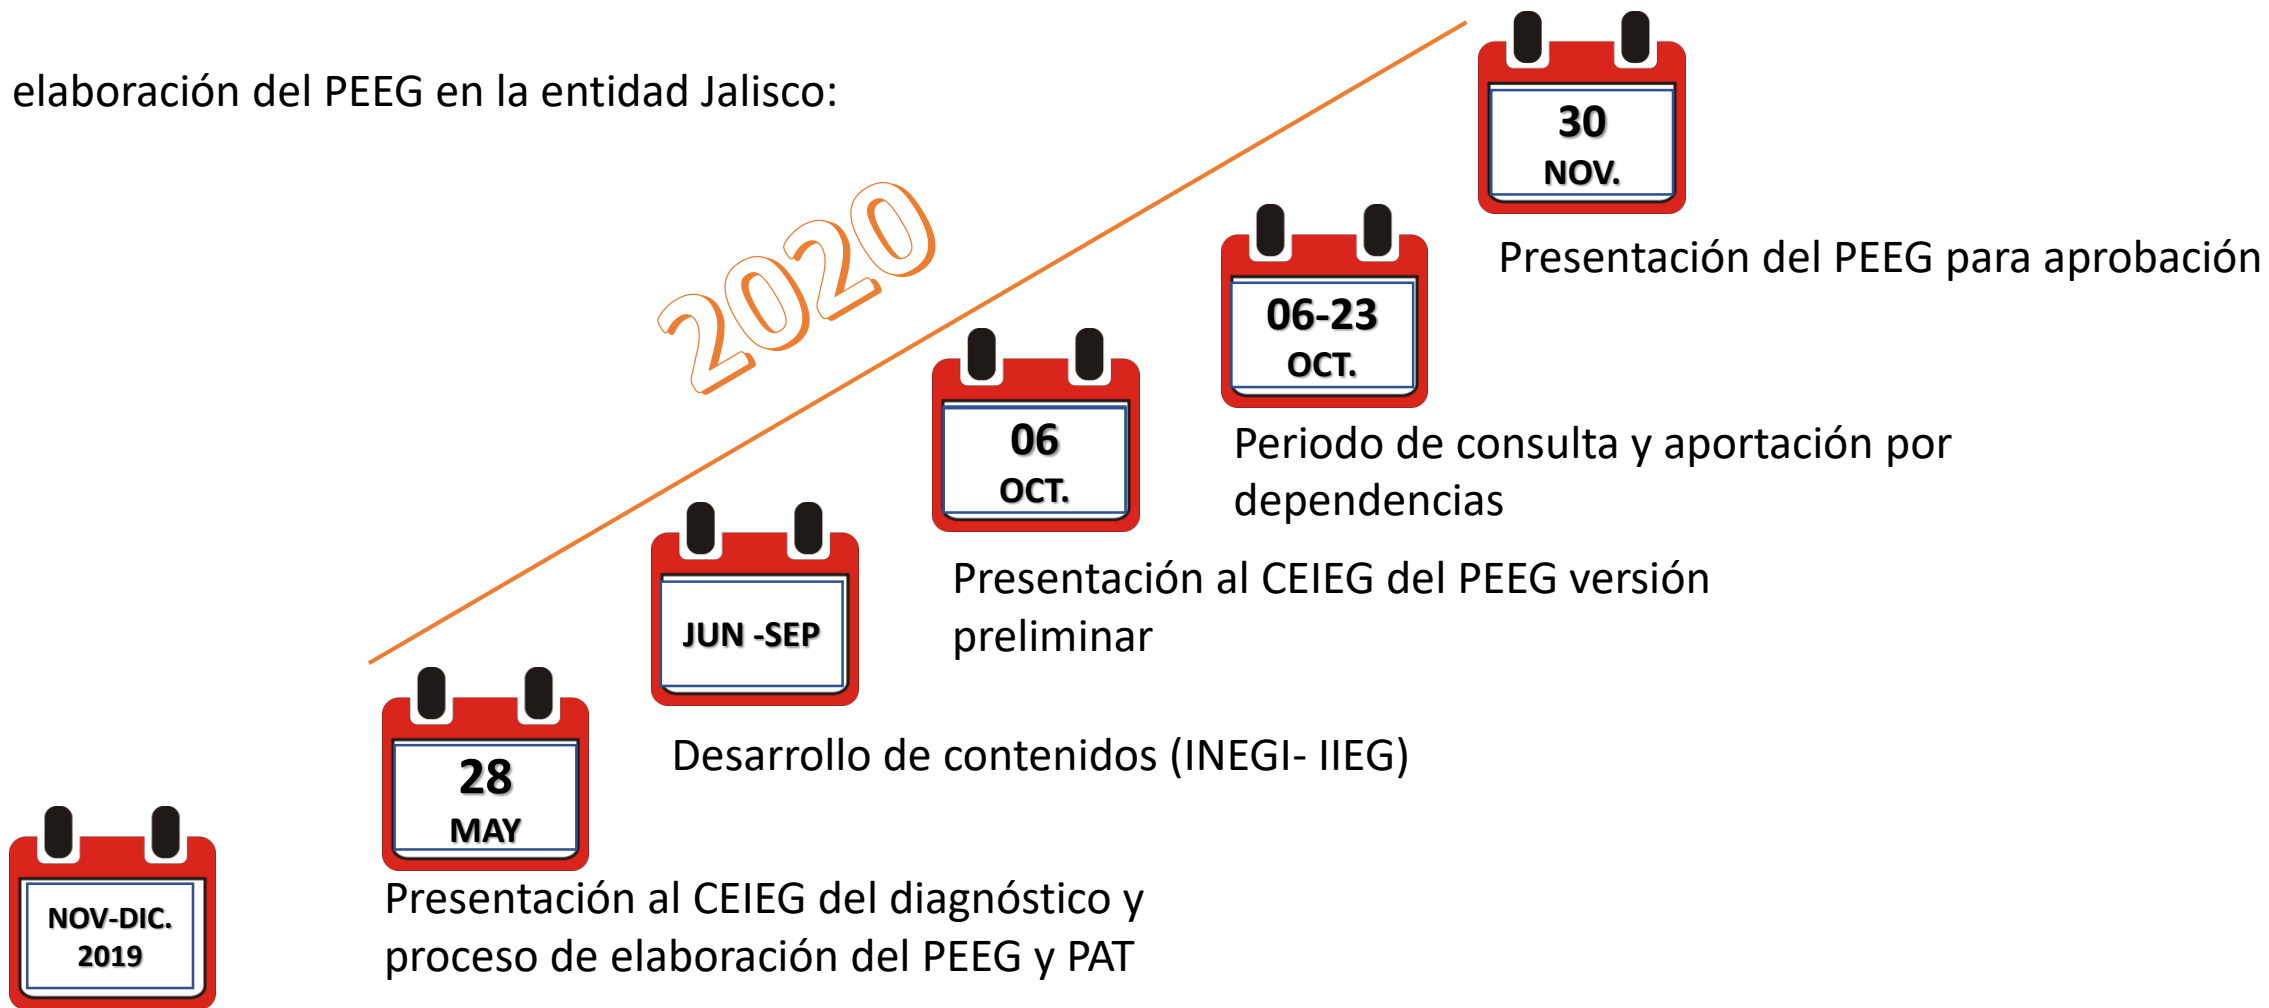 elaboración del PEEG en la entidad Jalisco:
2020
30
NOV.
Presentación del PEEG para aprobación
06-23
OCT.
Periodo de consulta y aportación por
dependencias
06
OCT.
Presentación al CEIEG del PEEG versión
preliminar
JUN -SEP
Desarrollo de contenidos (INEGI- IIEG)
28
MAY
Presentación al CEIEG del diagnóstico y
proceso de elaboración del PEEG y PAT
NOV-DIC.
2019